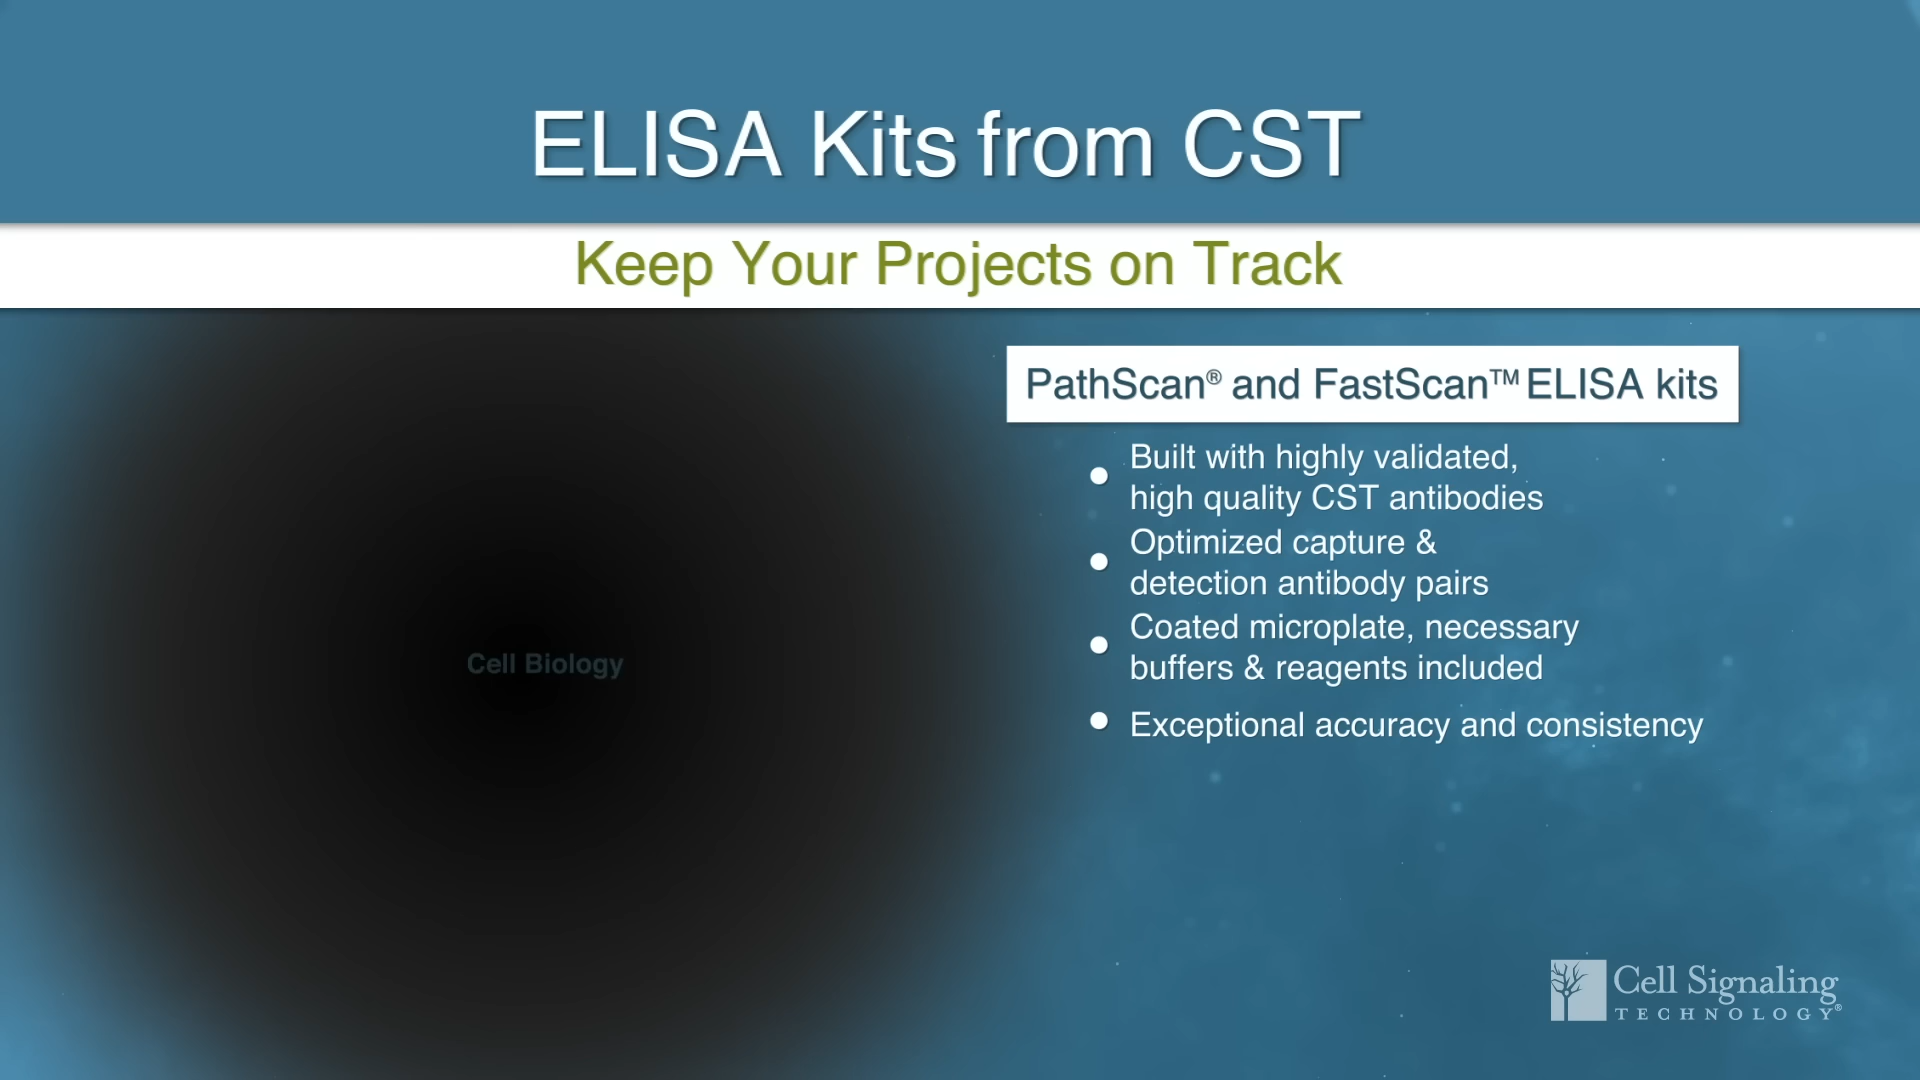 ELISA Kits from CST
Keep Your Projects on Track
PathScan® and FastScan™ ELISA kits
● Built with highly validated,
high quality CST antibodies
● Optimized capture &
detection antibody pairs
● Coated microplate, necessary
buffers & reagents included
● Exceptional accuracy and consistency
Cell Biology
Cell Signaling
TECHNOLOGY®